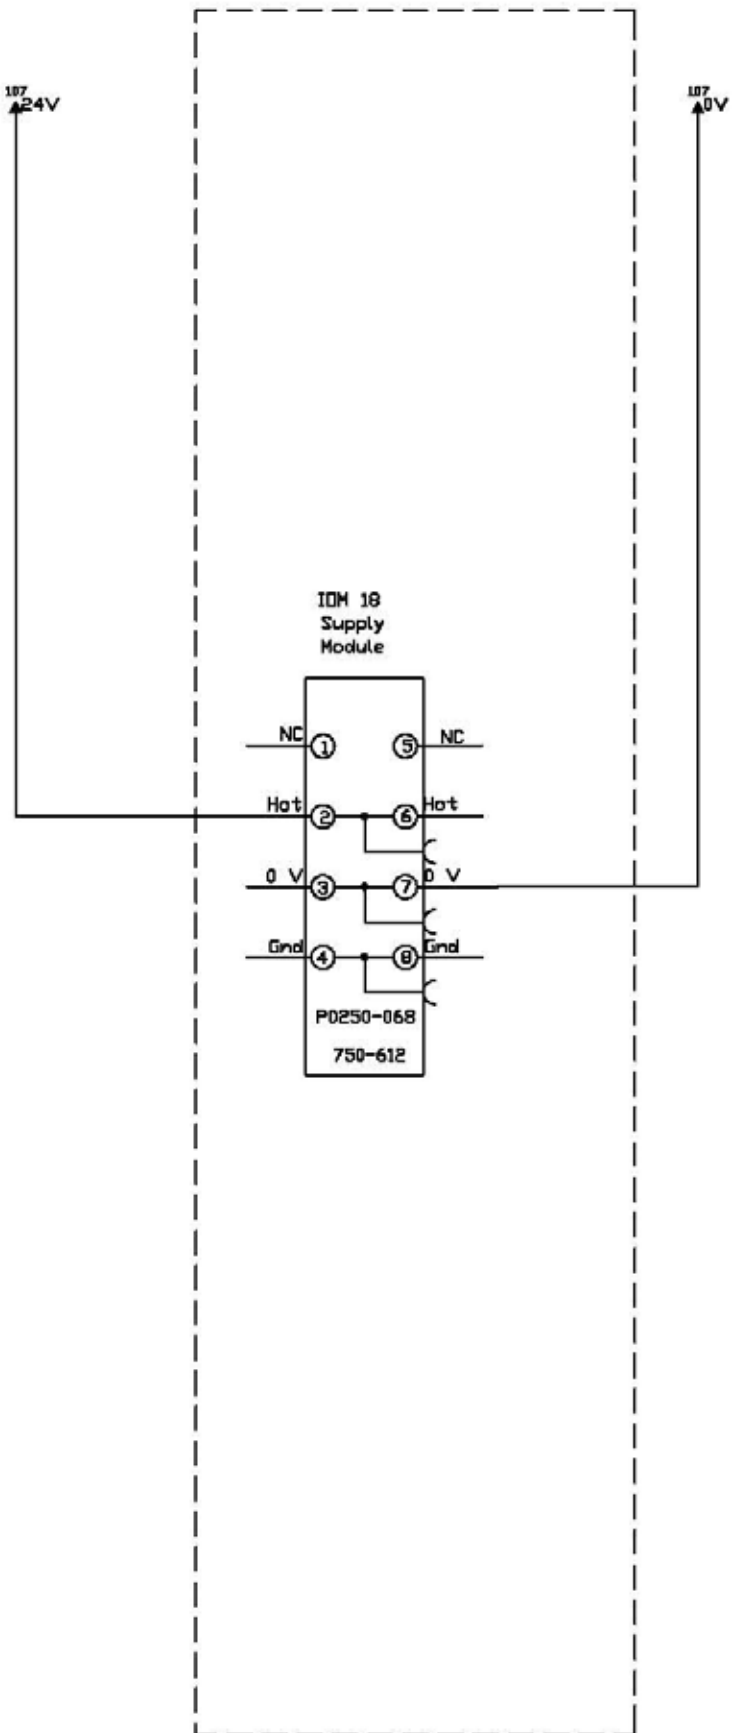 107
24V
107
0V
IOM 18
Supply
Module
NC 1 5 NC
Hot 2 6 Hot
0 V 3 7 0 V
Gnd 4 8 Gnd
PD250-068
750-612